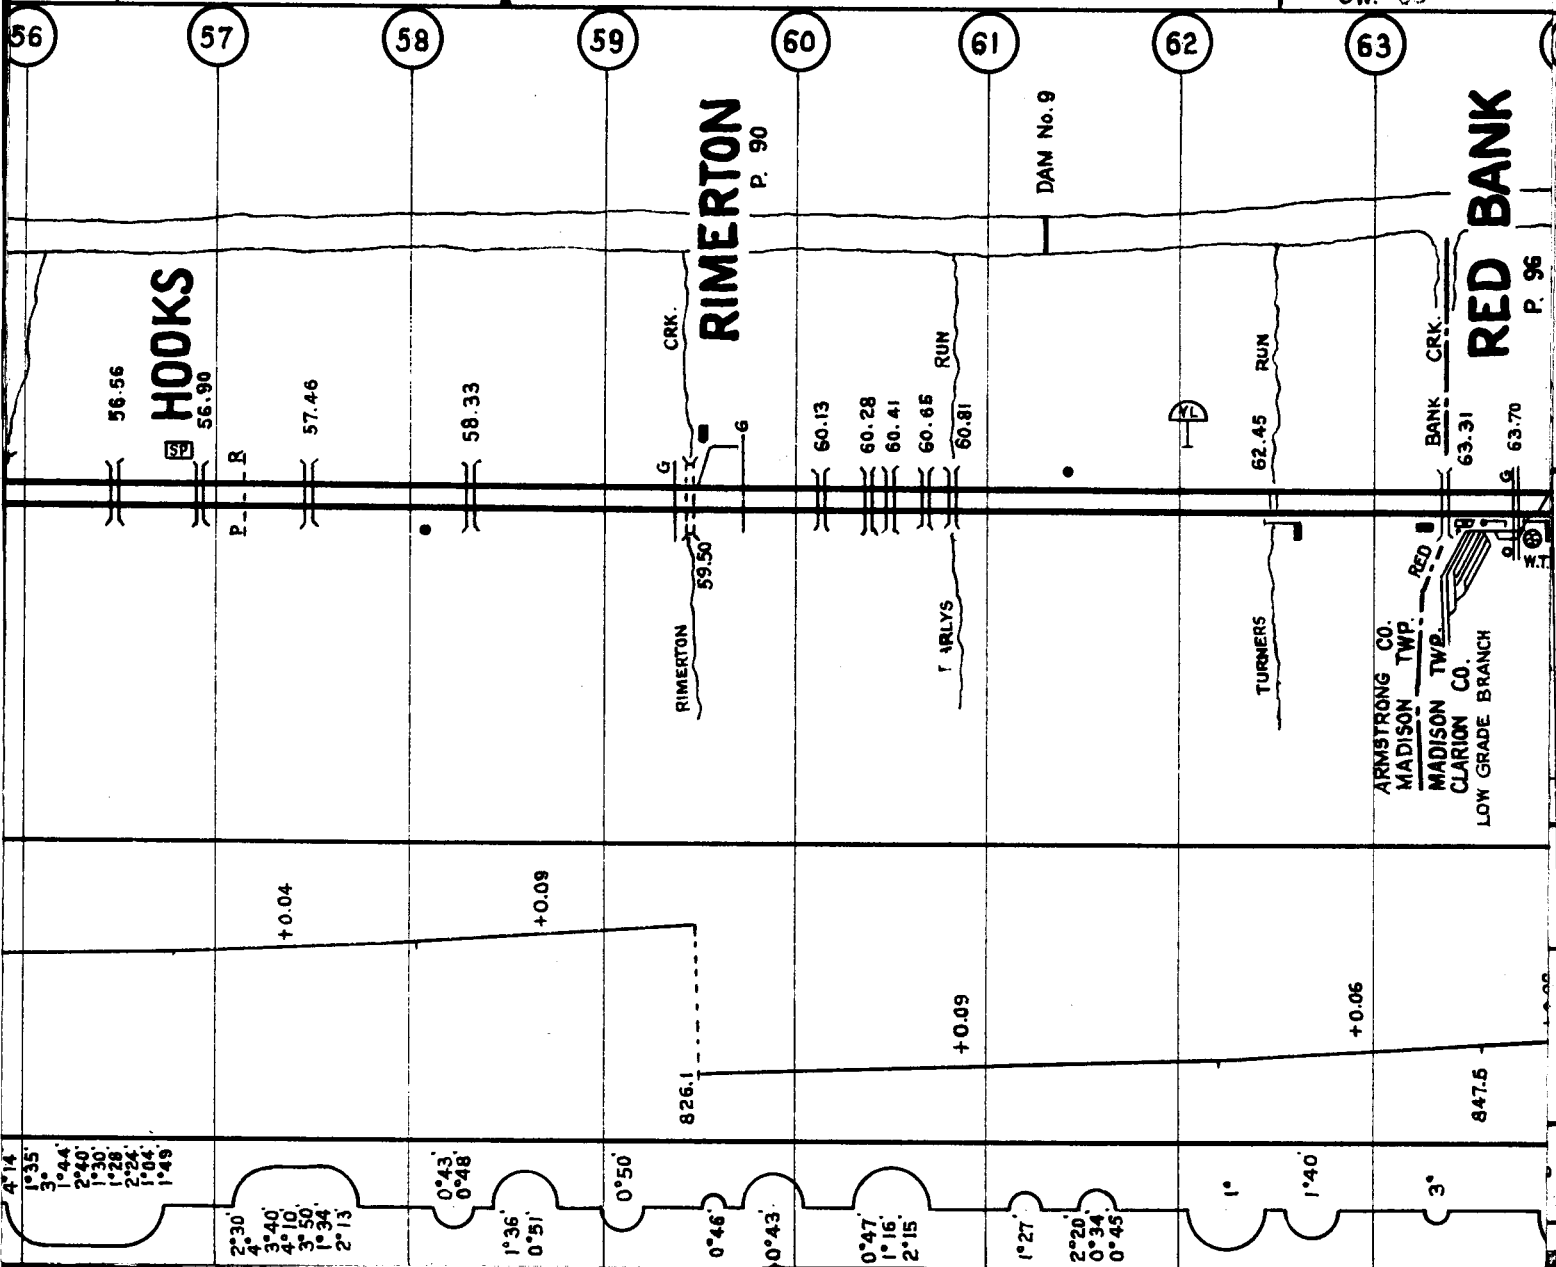 56 57 58 59 60 61 62 63
HOOKS
SP
56.56
56.90
P R
57.46
58.33
RIMERTON
P. 90
RIMERTON CRK.
59.50
G
G
60.13
60.28
60.41
60.65
60.81
RUN
DAM No. 9
YL
TURNERS RUN
62.45
RED BANK
P. 96
RED BANK CRK.
63.31
63.70
G
O
W.T.
ARMSTRONG CO.
MADISON TWP.
MADISON TWP.
CLARION CO.
LOW GRADE BRANCH
+0.04
+0.09
826.1
+0.09
+0.06
847.5
4°14'
1°35'
3°
1°44'
2°40'
1°30'
1°28'
2°24'
1°04'
1°49'
2°30'
4°
3°40'
4°10'
3°50'
1°34'
2°13'
0°43'
0°48'
1°36'
0°51'
0°50'
0°46'
0°43'
0°47'
1°16'
2°15'
1°27'
2°20'
0°34'
0°45'
1°
1°40'
3°